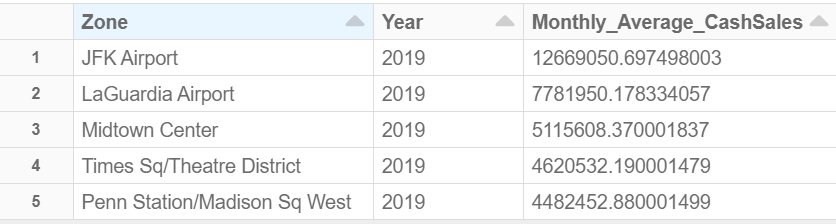 Zone Year Monthly_Average_CashSales
1 JFK Airport 2019 12669050.697498003
2 LaGuardia Airport 2019 7781950.178334057
3 Midtown Center 2019 5115608.370001837
4 Times Sq/Theatre District 2019 4620532.190001479
5 Penn Station/Madison Sq West 2019 4482452.880001499